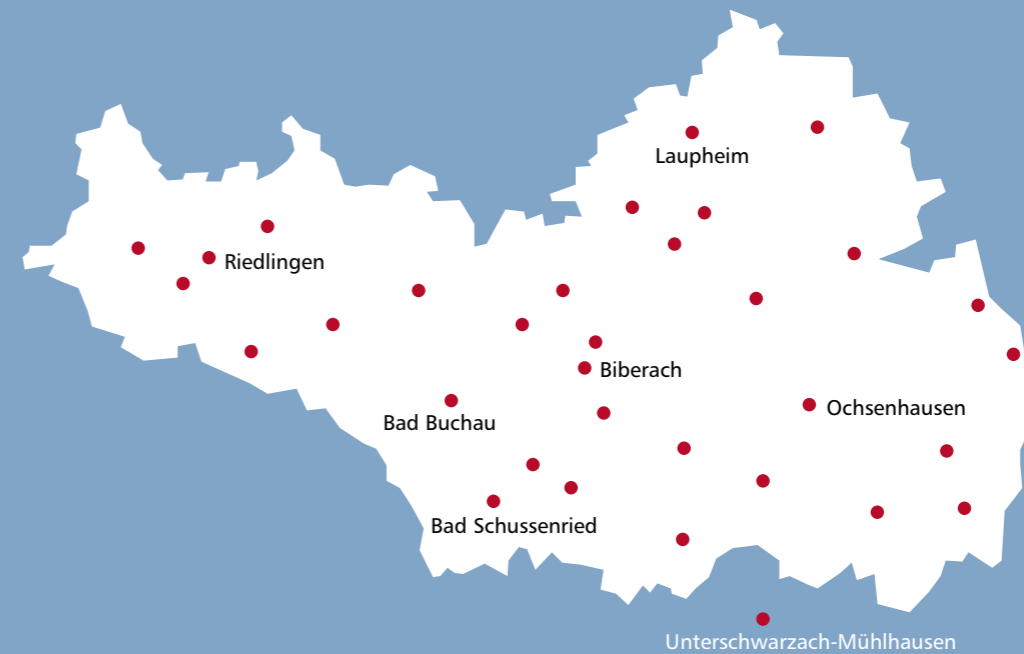 Laupheim
Riedlingen
Biberach
Ochsenhausen
Bad Buchau
Bad Schussenried
Unterschwarzach-Mühlhausen